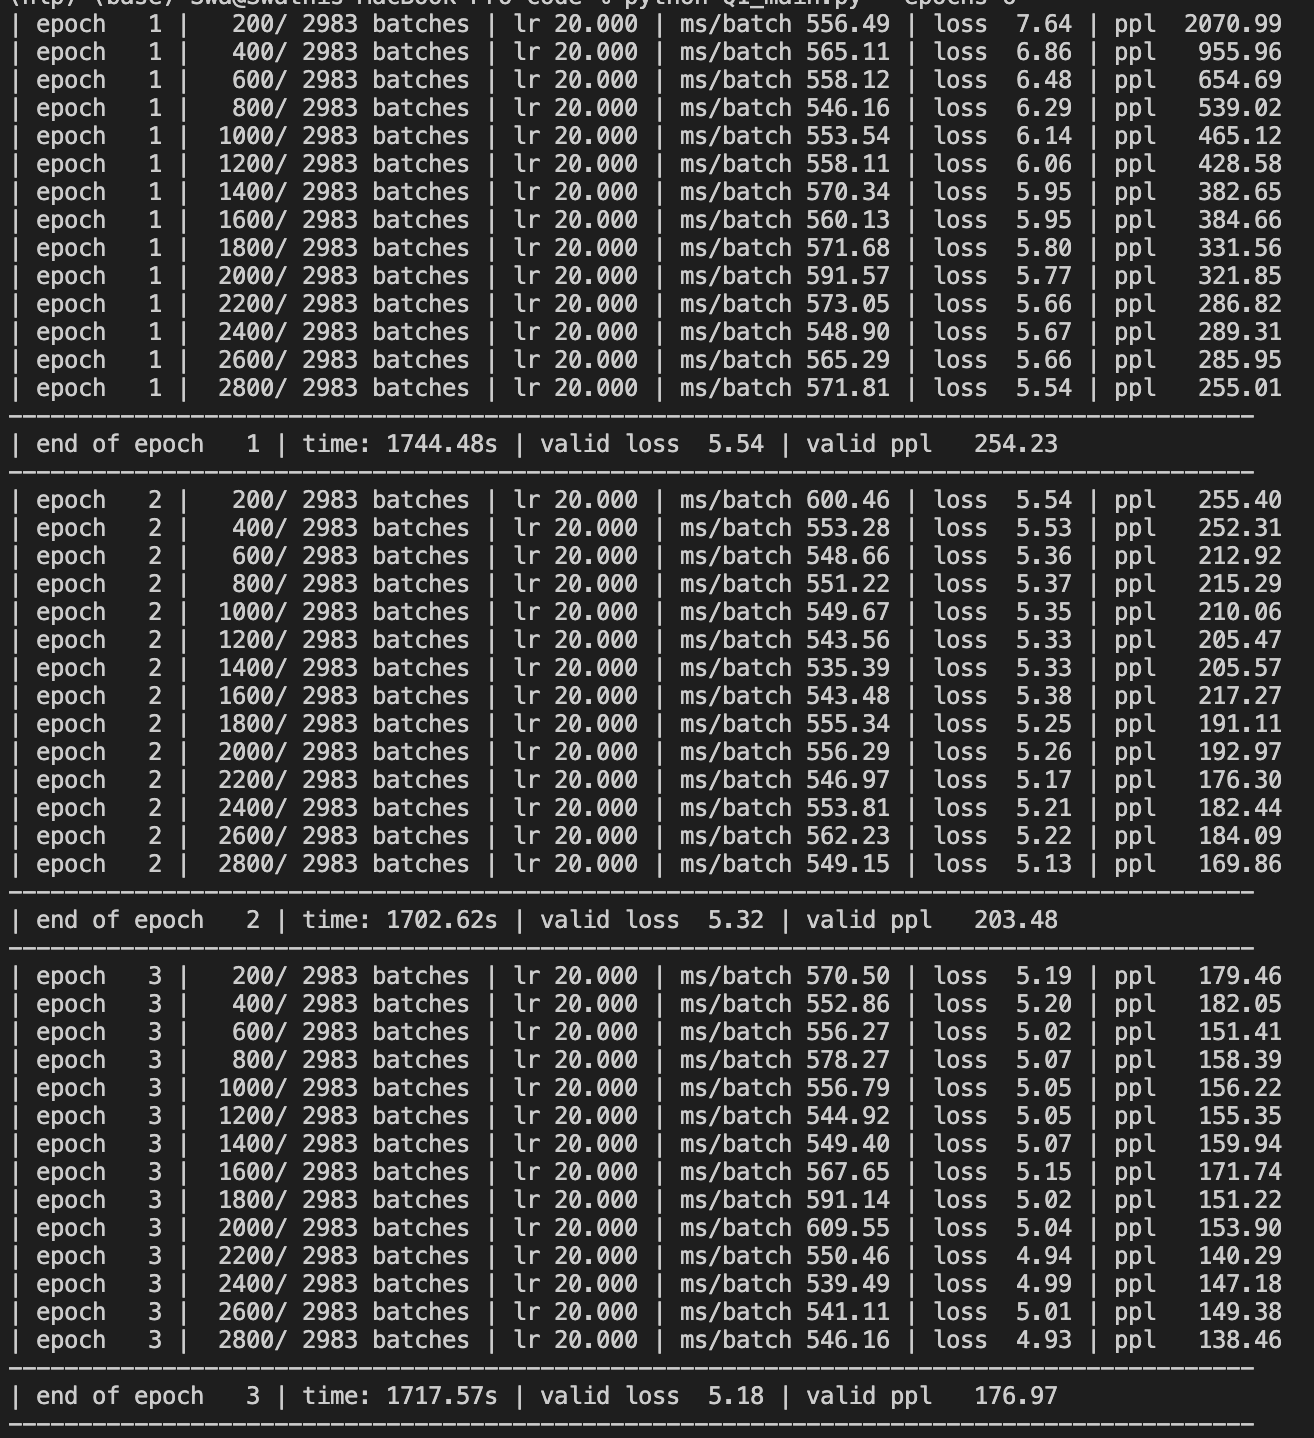 | epoch   1 |   200/ 2983 batches | lr 20.000 | ms/batch 556.49 | loss  7.64 | ppl  2070.99
| epoch   1 |   400/ 2983 batches | lr 20.000 | ms/batch 565.11 | loss  6.86 | ppl   955.96
| epoch   1 |   600/ 2983 batches | lr 20.000 | ms/batch 558.12 | loss  6.48 | ppl   654.69
| epoch   1 |   800/ 2983 batches | lr 20.000 | ms/batch 546.16 | loss  6.29 | ppl   539.02
| epoch   1 |  1000/ 2983 batches | lr 20.000 | ms/batch 553.54 | loss  6.14 | ppl   465.12
| epoch   1 |  1200/ 2983 batches | lr 20.000 | ms/batch 558.11 | loss  6.06 | ppl   428.58
| epoch   1 |  1400/ 2983 batches | lr 20.000 | ms/batch 570.34 | loss  5.95 | ppl   382.65
| epoch   1 |  1600/ 2983 batches | lr 20.000 | ms/batch 560.13 | loss  5.95 | ppl   384.66
| epoch   1 |  1800/ 2983 batches | lr 20.000 | ms/batch 571.68 | loss  5.80 | ppl   331.56
| epoch   1 |  2000/ 2983 batches | lr 20.000 | ms/batch 591.57 | loss  5.77 | ppl   321.85
| epoch   1 |  2200/ 2983 batches | lr 20.000 | ms/batch 573.05 | loss  5.66 | ppl   286.82
| epoch   1 |  2400/ 2983 batches | lr 20.000 | ms/batch 548.90 | loss  5.67 | ppl   289.31
| epoch   1 |  2600/ 2983 batches | lr 20.000 | ms/batch 565.29 | loss  5.66 | ppl   285.95
| epoch   1 |  2800/ 2983 batches | lr 20.000 | ms/batch 571.81 | loss  5.54 | ppl   255.01
-----------------------------------------------------------------------------------------
| end of epoch   1 | time: 1744.48s | valid loss  5.54 | valid ppl   254.23
-----------------------------------------------------------------------------------------
| epoch   2 |   200/ 2983 batches | lr 20.000 | ms/batch 600.46 | loss  5.54 | ppl   255.40
| epoch   2 |   400/ 2983 batches | lr 20.000 | ms/batch 553.28 | loss  5.53 | ppl   252.31
| epoch   2 |   600/ 2983 batches | lr 20.000 | ms/batch 548.66 | loss  5.36 | ppl   212.92
| epoch   2 |   800/ 2983 batches | lr 20.000 | ms/batch 551.22 | loss  5.37 | ppl   215.29
| epoch   2 |  1000/ 2983 batches | lr 20.000 | ms/batch 549.67 | loss  5.35 | ppl   210.06
| epoch   2 |  1200/ 2983 batches | lr 20.000 | ms/batch 543.56 | loss  5.33 | ppl   205.47
| epoch   2 |  1400/ 2983 batches | lr 20.000 | ms/batch 535.39 | loss  5.33 | ppl   205.57
| epoch   2 |  1600/ 2983 batches | lr 20.000 | ms/batch 543.48 | loss  5.38 | ppl   217.27
| epoch   2 |  1800/ 2983 batches | lr 20.000 | ms/batch 555.34 | loss  5.25 | ppl   191.11
| epoch   2 |  2000/ 2983 batches | lr 20.000 | ms/batch 556.29 | loss  5.26 | ppl   192.97
| epoch   2 |  2200/ 2983 batches | lr 20.000 | ms/batch 546.97 | loss  5.17 | ppl   176.30
| epoch   2 |  2400/ 2983 batches | lr 20.000 | ms/batch 553.81 | loss  5.21 | ppl   182.44
| epoch   2 |  2600/ 2983 batches | lr 20.000 | ms/batch 562.23 | loss  5.22 | ppl   184.09
| epoch   2 |  2800/ 2983 batches | lr 20.000 | ms/batch 549.15 | loss  5.13 | ppl   169.86
-----------------------------------------------------------------------------------------
| end of epoch   2 | time: 1702.62s | valid loss  5.32 | valid ppl   203.48
-----------------------------------------------------------------------------------------
| epoch   3 |   200/ 2983 batches | lr 20.000 | ms/batch 570.50 | loss  5.19 | ppl   179.46
| epoch   3 |   400/ 2983 batches | lr 20.000 | ms/batch 552.86 | loss  5.20 | ppl   182.05
| epoch   3 |   600/ 2983 batches | lr 20.000 | ms/batch 556.27 | loss  5.02 | ppl   151.41
| epoch   3 |   800/ 2983 batches | lr 20.000 | ms/batch 578.27 | loss  5.07 | ppl   158.39
| epoch   3 |  1000/ 2983 batches | lr 20.000 | ms/batch 556.79 | loss  5.05 | ppl   156.22
| epoch   3 |  1200/ 2983 batches | lr 20.000 | ms/batch 544.92 | loss  5.05 | ppl   155.35
| epoch   3 |  1400/ 2983 batches | lr 20.000 | ms/batch 549.40 | loss  5.07 | ppl   159.94
| epoch   3 |  1600/ 2983 batches | lr 20.000 | ms/batch 567.65 | loss  5.15 | ppl   171.74
| epoch   3 |  1800/ 2983 batches | lr 20.000 | ms/batch 591.14 | loss  5.02 | ppl   151.22
| epoch   3 |  2000/ 2983 batches | lr 20.000 | ms/batch 609.55 | loss  5.04 | ppl   153.90
| epoch   3 |  2200/ 2983 batches | lr 20.000 | ms/batch 550.46 | loss  4.94 | ppl   140.29
| epoch   3 |  2400/ 2983 batches | lr 20.000 | ms/batch 539.49 | loss  4.99 | ppl   147.18
| epoch   3 |  2600/ 2983 batches | lr 20.000 | ms/batch 541.11 | loss  5.01 | ppl   149.38
| epoch   3 |  2800/ 2983 batches | lr 20.000 | ms/batch 546.16 | loss  4.93 | ppl   138.46
-----------------------------------------------------------------------------------------
| end of epoch   3 | time: 1717.57s | valid loss  5.18 | valid ppl   176.97
-----------------------------------------------------------------------------------------